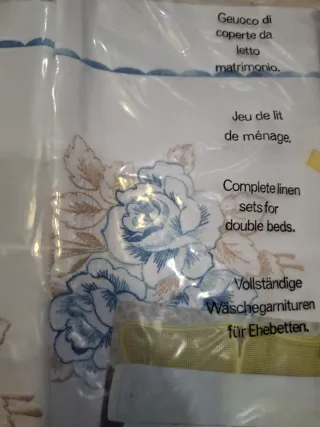 Geuoco di
coperte da
letto
matrimonio.
Jeu de lit
de ménage,
Complete linen
sets for
double beds.
Vollständige
Wäschegarnituren
für Ehebetten.